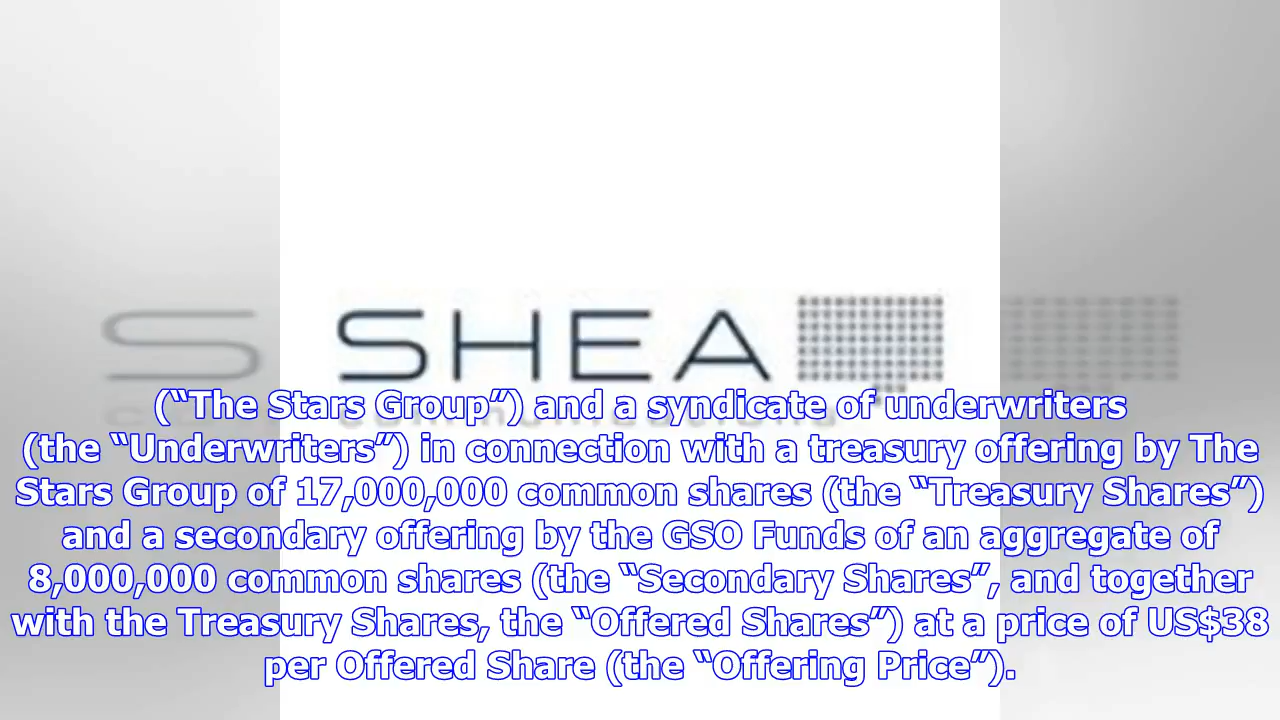 SHEA
(“The Stars Group”) and a syndicate of underwriters
(the “Underwriters”) in connection with a treasury offering by The
Stars Group of 17,000,000 common shares (the “Treasury Shares”)
and a secondary offering by the GSO Funds of an aggregate of
8,000,000 common shares (the “Secondary Shares”, and together
with the Treasury Shares, the “Offered Shares”) at a price of US$38
per Offered Share (the “Offering Price”).